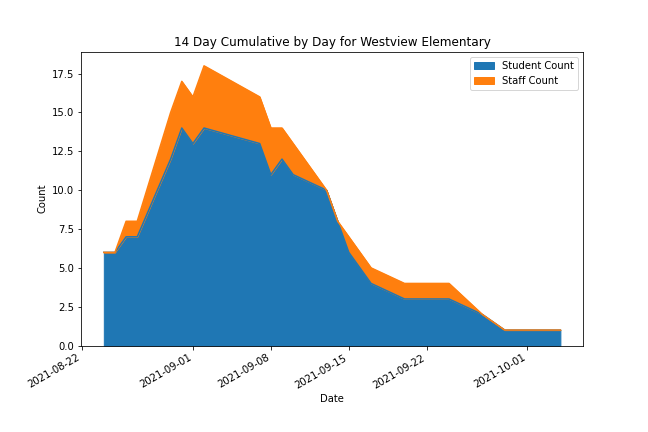 14 Day Cumulative by Day for Westview Elementary
Student Count
Staff Count
17.5
15.0
12.5
10.0
7.5
5.0
2.5
0.0
Count
2021-08-22
2021-09-01
2021-09-08
2021-09-15
2021-09-22
2021-10-01
Date